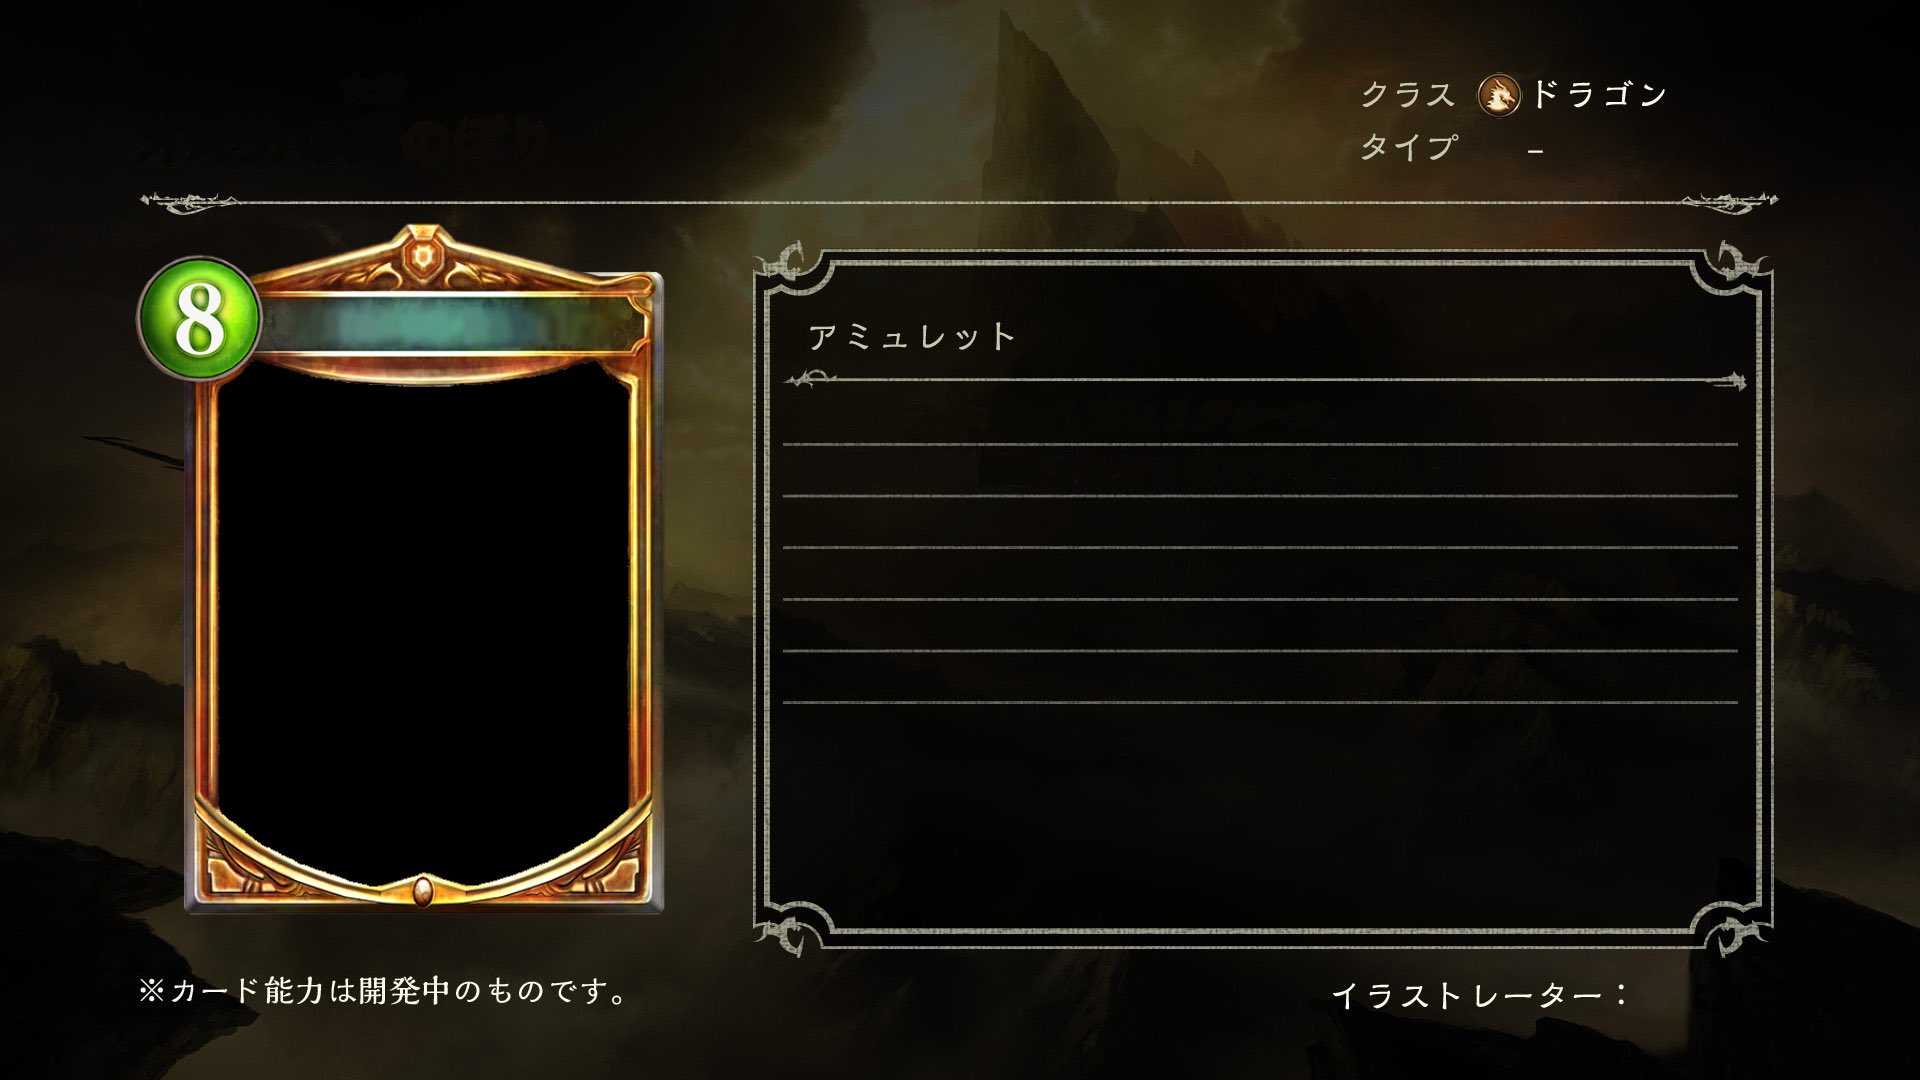 クラス ドラゴン
タイプ －
8
アミュレット
※カード能力は開発中のものです。
イラストレーター：